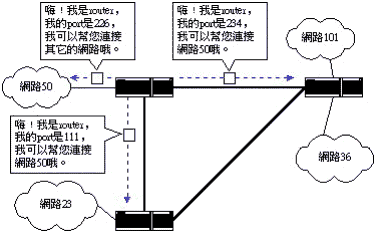 嗨！我是router，
我的port是226，
我可以幫您連接
其它的網路哦。
嗨！我是router，
我的port是234，
我可以幫您連接
網路50哦。
網路101
網路50
嗨！我是router，
我的port是111，
我可以幫您連接
網路50哦。
網路36
網路23